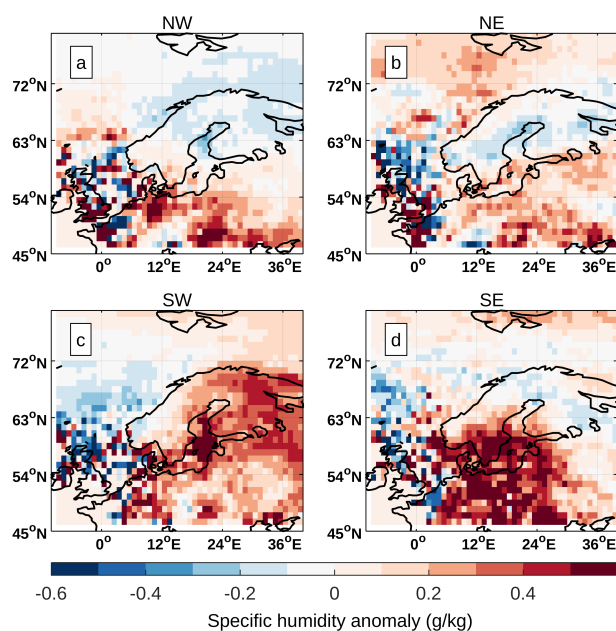 NW NE
a b
72°N 72°N
63°N 63°N
54°N 54°N
45°N 45°N
0° 12°E 24°E 36°E 0° 12°E 24°E 36°E
SW SE
c d
72°N 72°N
63°N 63°N
54°N 54°N
45°N 45°N
0° 12°E 24°E 36°E 0° 12°E 24°E 36°E
-0.6 -0.4 -0.2 0 0.2 0.4
Specific humidity anomaly (g/kg)